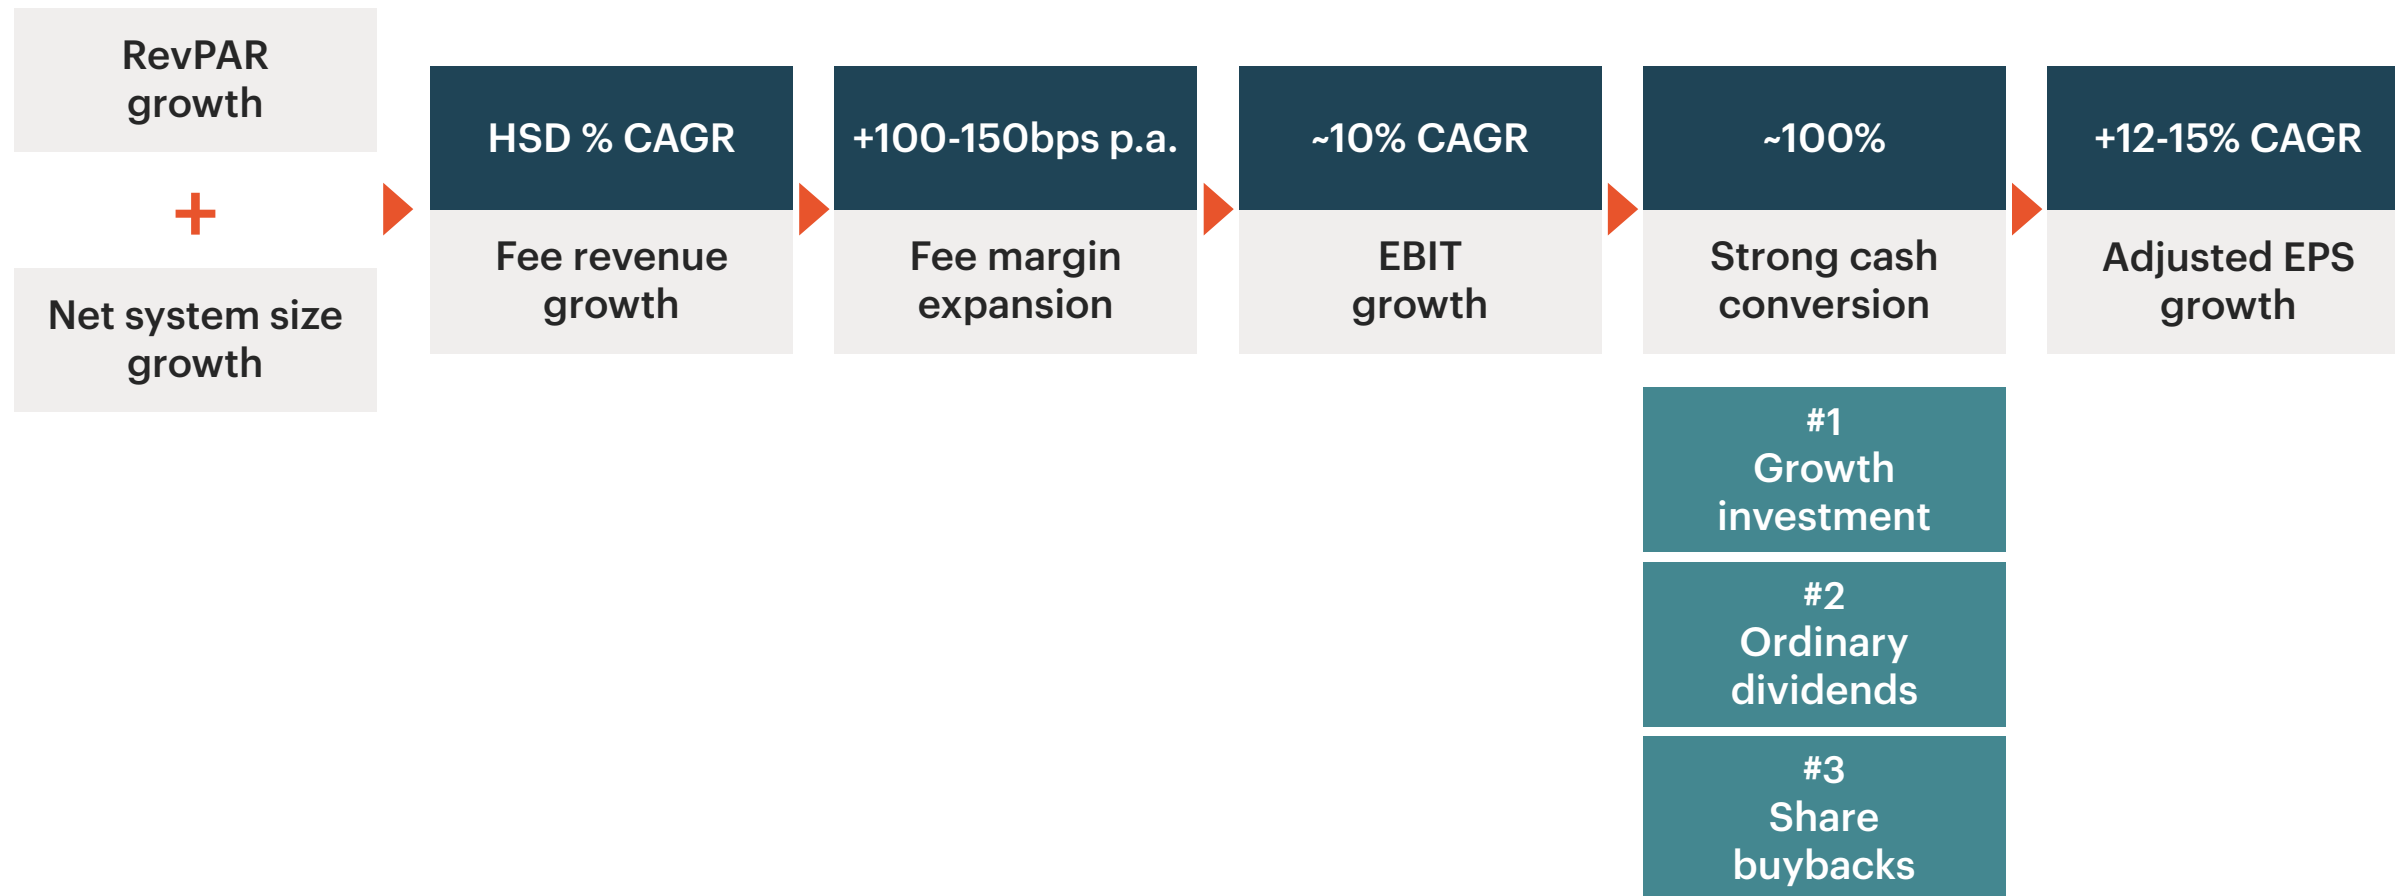 RevPAR
growth
+
Net system size
growth
HSD % CAGR
Fee revenue
growth
+100-150bps p.a.
Fee margin
expansion
~10% CAGR
EBIT
growth
~100%
Strong cash
conversion
#1
Growth
investment
#2
Ordinary
dividends
#3
Share
buybacks
+12-15% CAGR
Adjusted EPS
growth